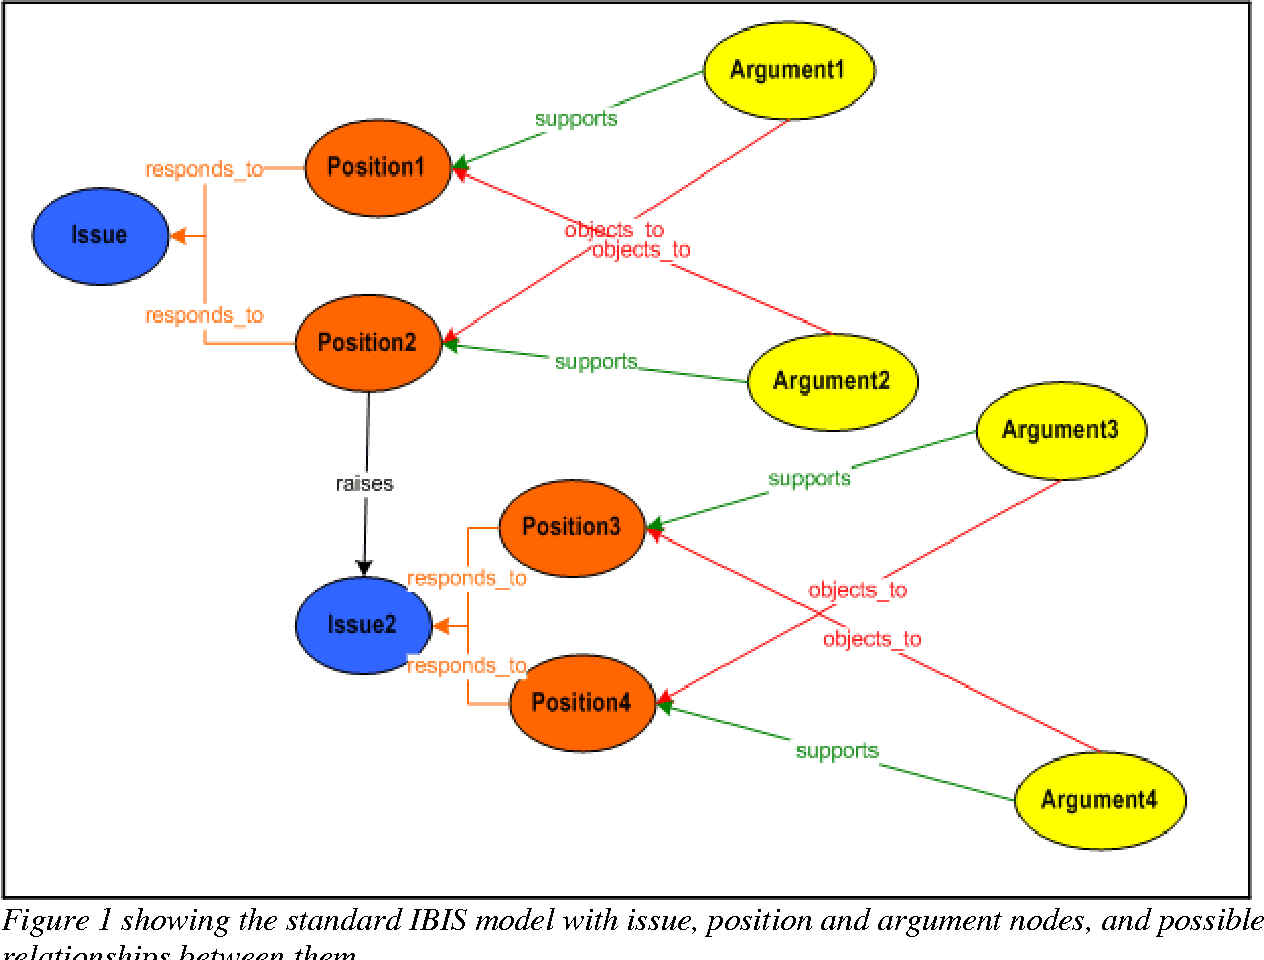 Argument1
supports
responds_to
Position1
Issue
objects_to
objects_to
responds_to
Position2
supports
Argument2
Argument3
raises
supports
Position3
responds_to
objects_to
Issue2
objects_to
responds_to
Position4
supports
Argument4
Figure 1 showing the standard IBIS model with issue, position and argument nodes, and possible
relationships between them